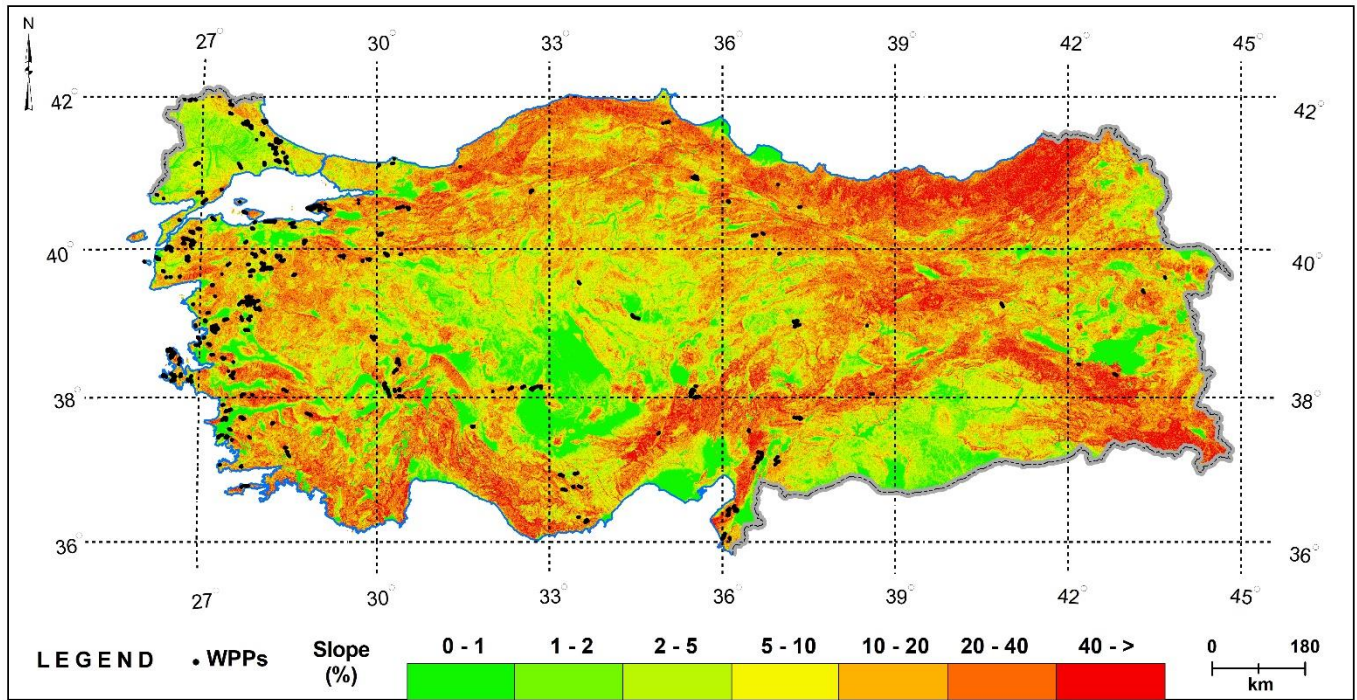 N
27° 30° 33° 36° 39° 42° 45°
42° 42°
40° 40°
38° 38°
36° 36°
27° 30° 33° 36° 39° 42° 45°
LEGEND • WPPs Slope (%) 0 - 1 1 - 2 2 - 5 5 - 10 10 - 20 20 - 40 40 - > 0 180
km